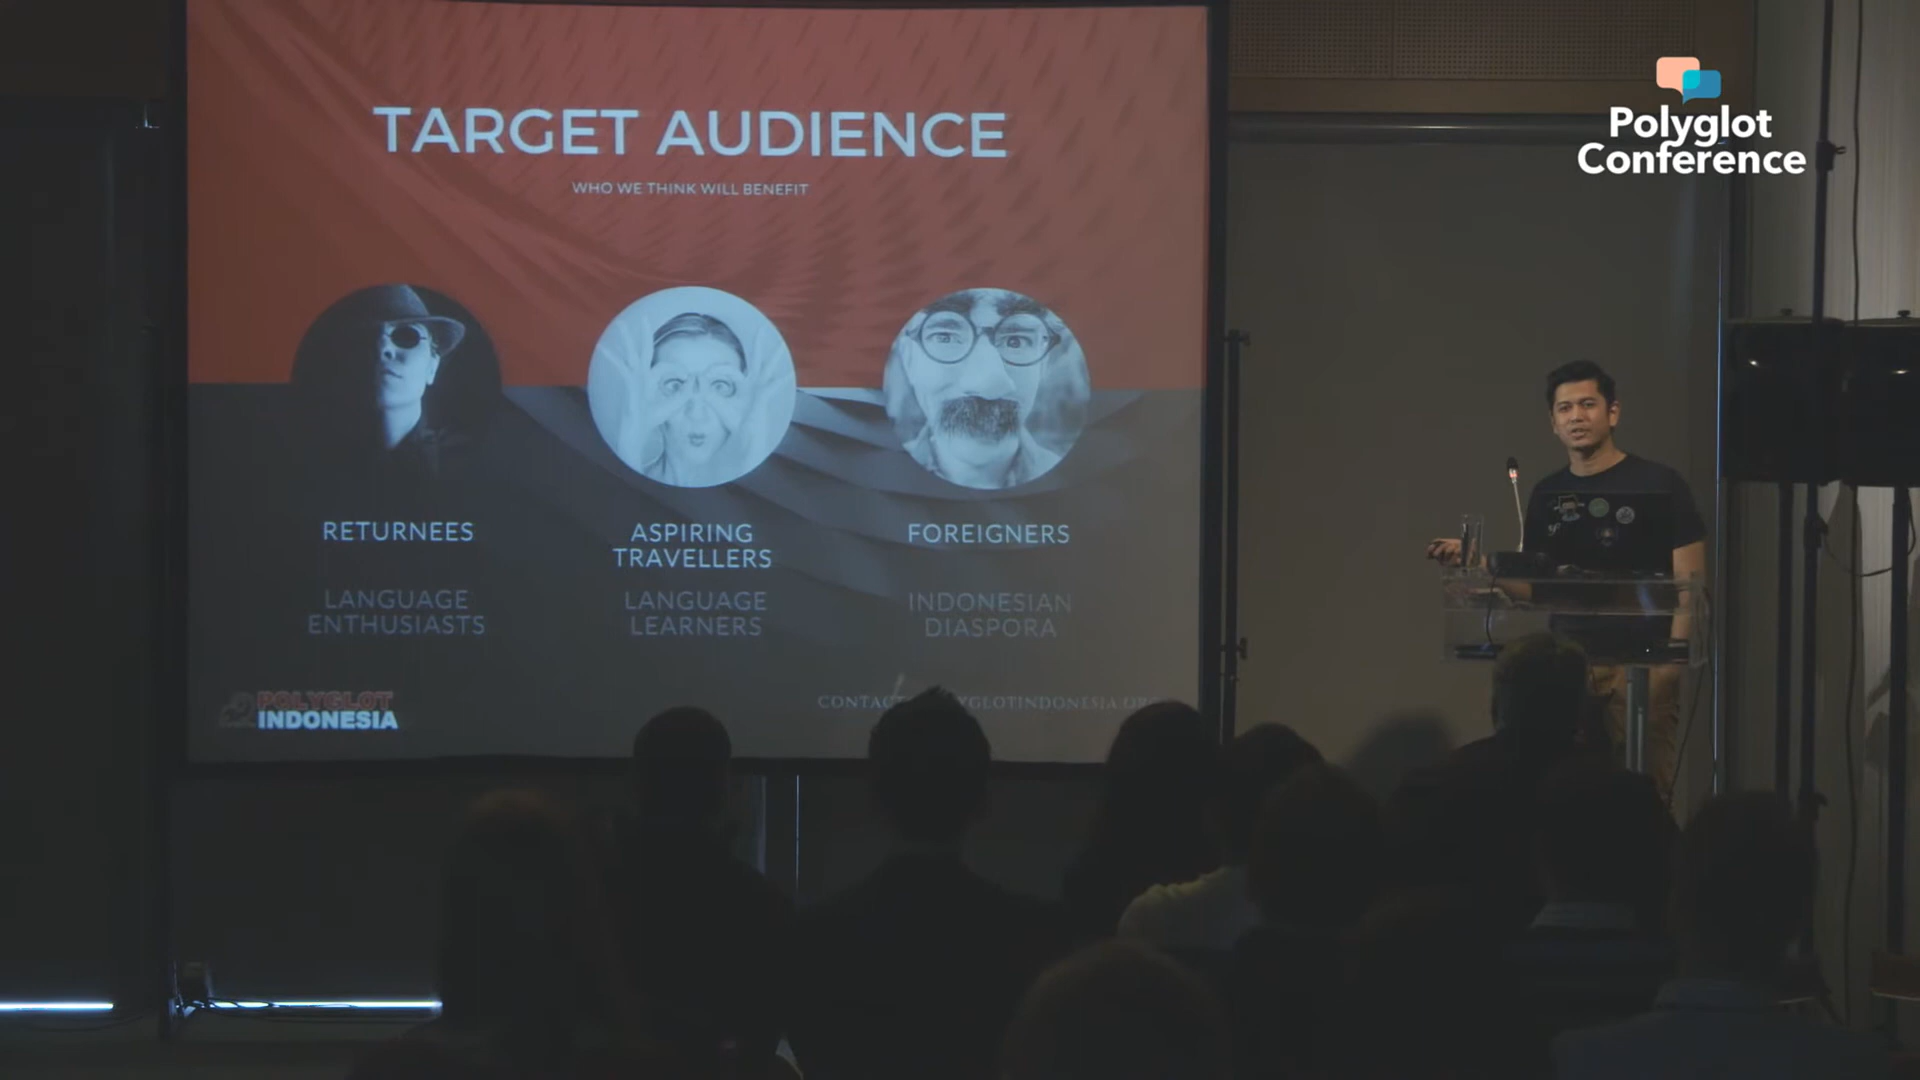 Polyglot
Conference
TARGET AUDIENCE
WHO WE THINK WILL BENEFIT
RETURNEES
ASPIRING
TRAVELLERS
FOREIGNERS
LANGUAGE
ENTHUSIASTS
LANGUAGE
LEARNERS
INDONESIAN
DIASPORA
POLYGLOT
INDONESIA